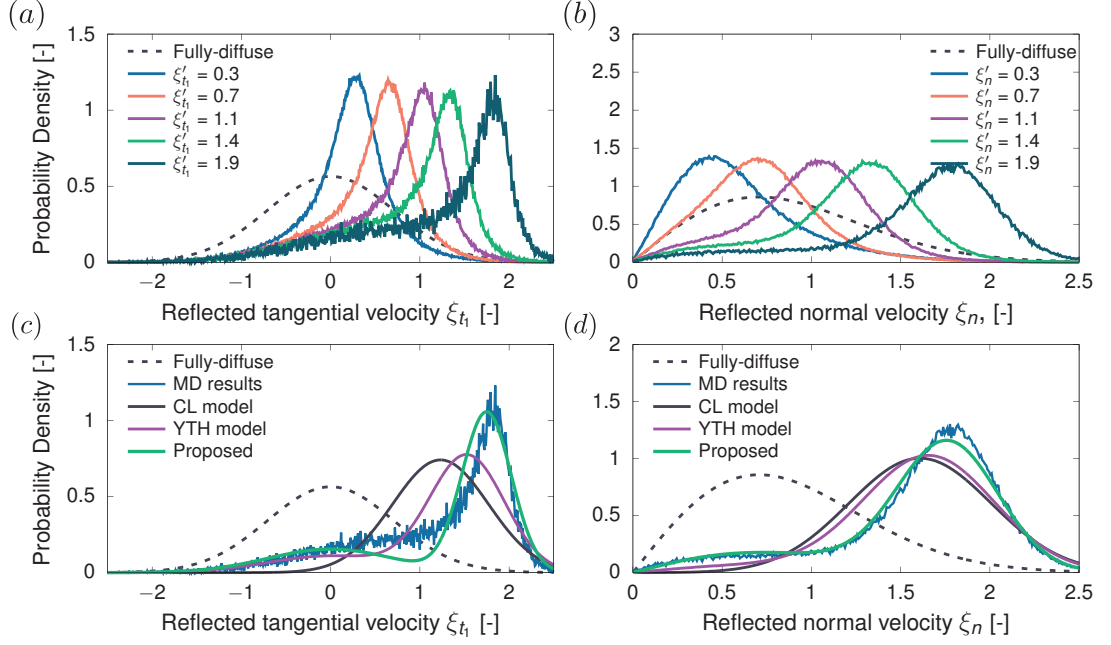 (a)
1.5
1
0.5
0
Probability Density [-]
Fully-diffuse
ξ′t₁ = 0.3
ξ′t₁ = 0.7
ξ′t₁ = 1.1
ξ′t₁ = 1.4
ξ′t₁ = 1.9
−2 −1 0 1 2
Reflected tangential velocity ξt₁ [-]
(b)
3
2.5
2
1.5
1
0.5
0
Fully-diffuse
ξ′n = 0.3
ξ′n = 0.7
ξ′n = 1.1
ξ′n = 1.4
ξ′n = 1.9
0 0.5 1 1.5 2 2.5
Reflected normal velocity ξn, [-]
(c)
1.5
1
0.5
0
Probability Density [-]
Fully-diffuse
MD results
CL model
YTH model
Proposed
−2 −1 0 1 2
Reflected tangential velocity ξt₁ [-]
(d)
2
1.5
1
0.5
0
Fully-diffuse
MD results
CL model
YTH model
Proposed
0 0.5 1 1.5 2 2.5
Reflected normal velocity ξn [-]